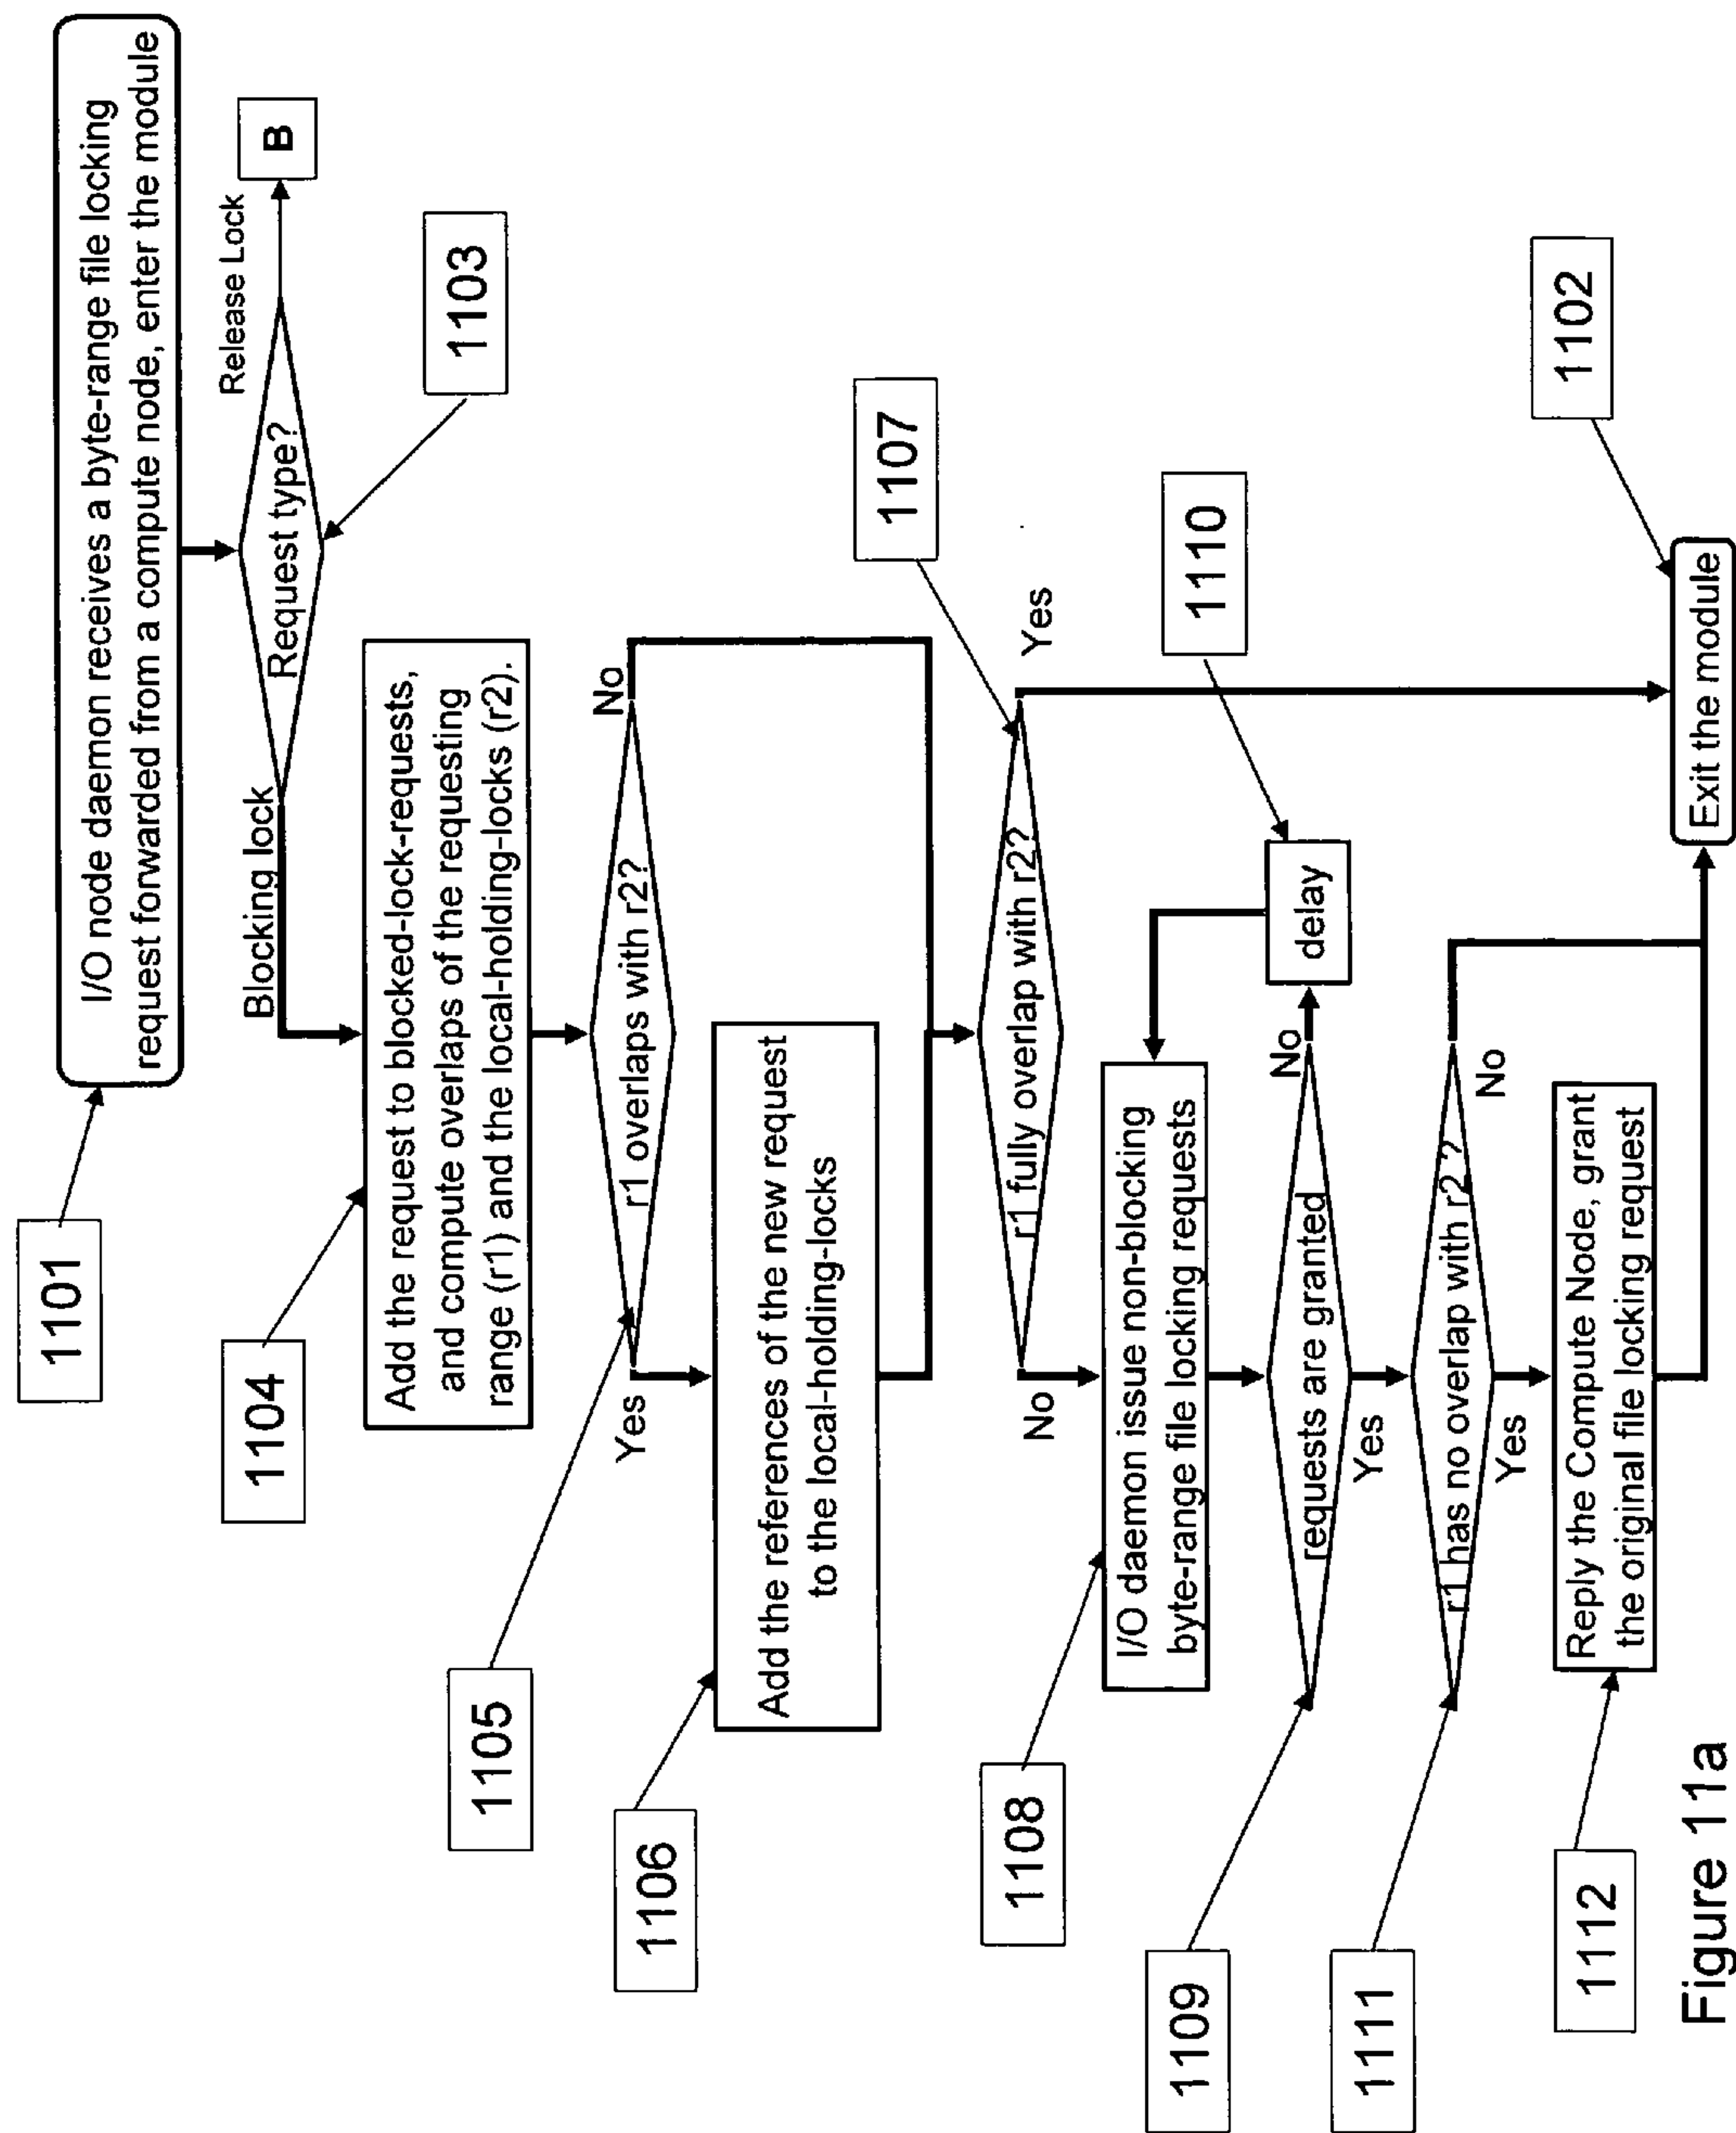 1101
I/O node daemon receives a byte-range file locking
request forwarded from a compute node, enter the module
Request type?
Release Lock
B
1103
Blocking lock
1104
Add the request to blocked-lock-requests,
and compute overlaps of the requesting
range (r1) and the local-holding-locks (r2).
1105
r1 overlaps with r2?
No
Yes
1106
Add the references of the new request
to the local-holding-locks
1107
r1 fully overlap with r2?
Yes
No
1108
I/O daemon issue non-blocking
byte-range file locking requests
1110
delay
1109
requests are granted
No
Yes
1111
r1 has no overlap with r2 ?
No
Yes
1112
Reply the Compute Node, grant
the original file locking request
1102
Exit the module
Figure 11a